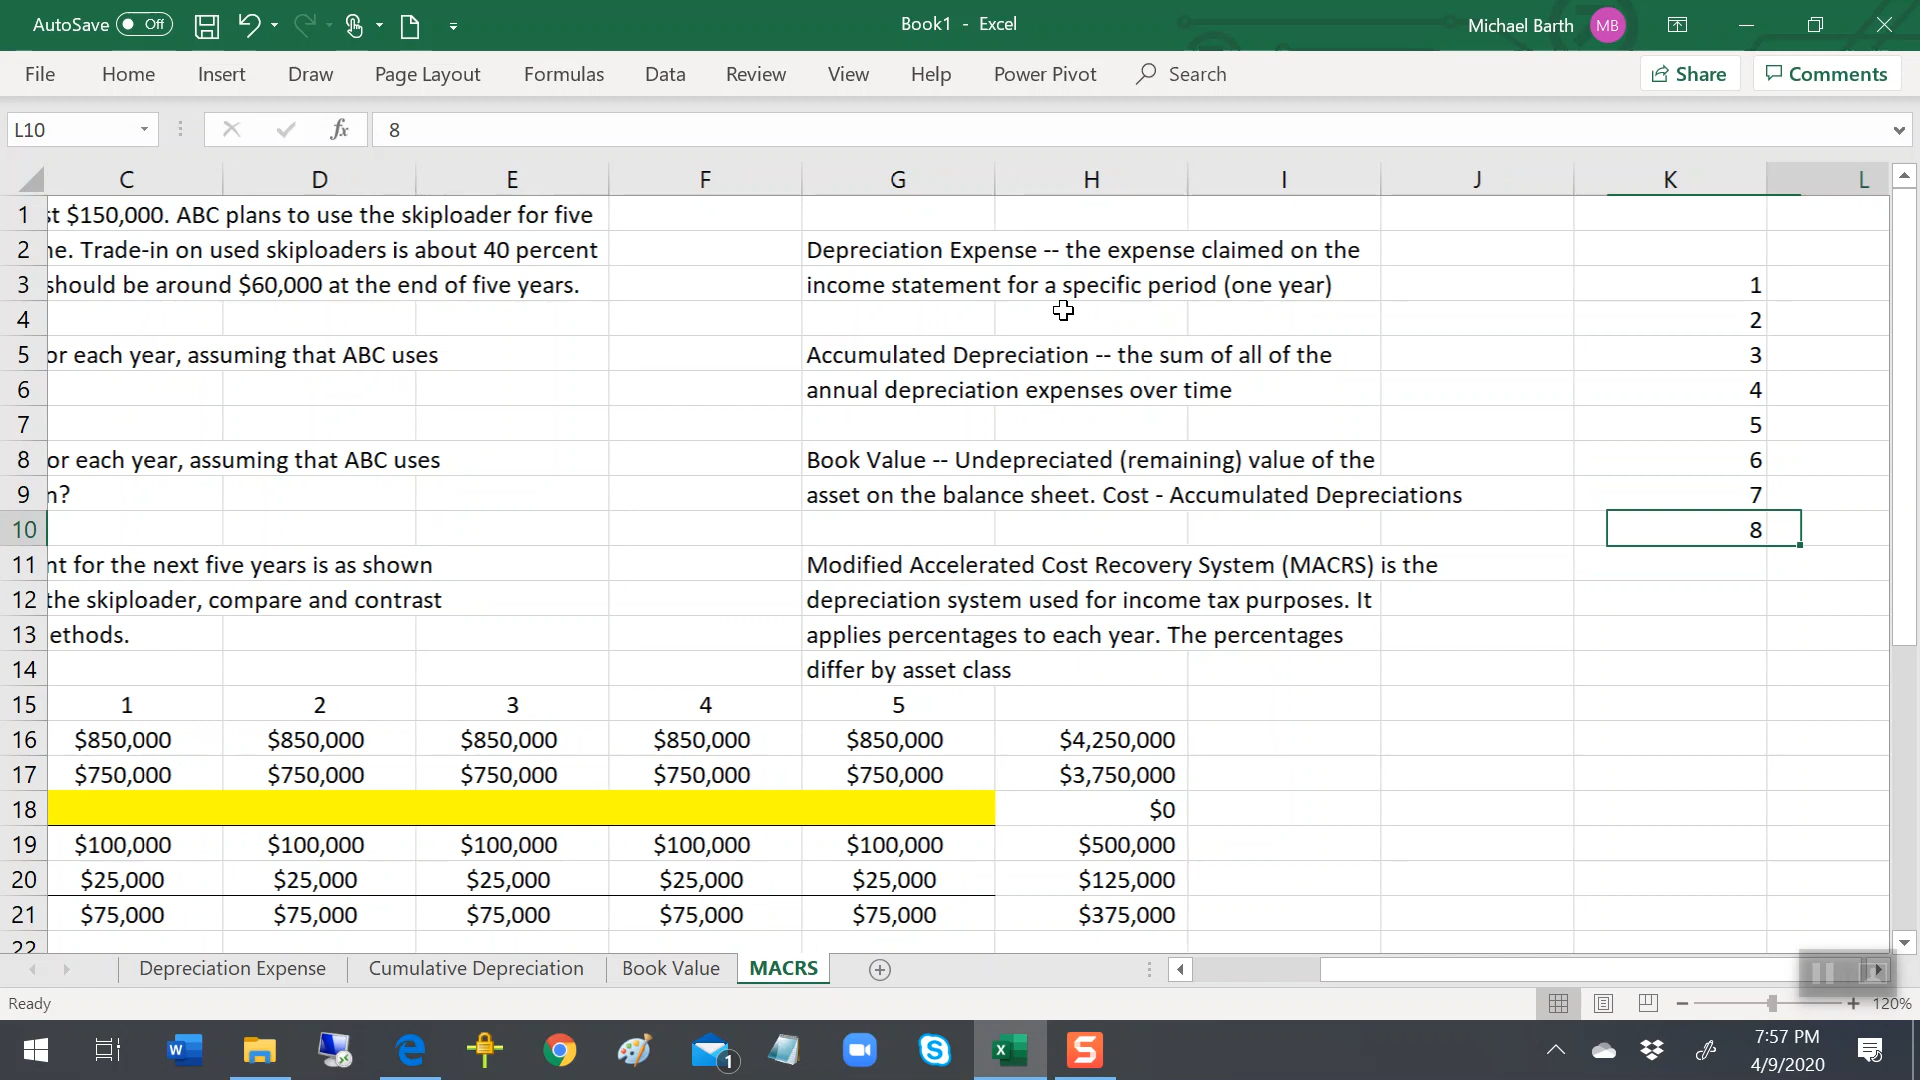 AutoSave Off
Book1 - Excel
Michael Barth MB
File Home Insert Draw Page Layout Formulas Data Review View Help Power Pivot Search Share Comments
L10 fx 8
C D E F G H I J K L
1 st $150,000. ABC plans to use the skiploader for five
2 ne. Trade-in on used skiploaders is about 40 percent Depreciation Expense -- the expense claimed on the
3 should be around $60,000 at the end of five years. income statement for a specific period (one year) 1
4 2
5 or each year, assuming that ABC uses Accumulated Depreciation -- the sum of all of the 3
6 annual depreciation expenses over time 4
7 5
8 or each year, assuming that ABC uses Book Value -- Undepreciated (remaining) value of the 6
9 n? asset on the balance sheet. Cost - Accumulated Depreciations 7
10 8
11 nt for the next five years is as shown Modified Accelerated Cost Recovery System (MACRS) is the
12 the skiploader, compare and contrast depreciation system used for income tax purposes. It
13 ethods. applies percentages to each year. The percentages
14 differ by asset class
15 1 2 3 4 5
16 $850,000 $850,000 $850,000 $850,000 $850,000 $4,250,000
17 $750,000 $750,000 $750,000 $750,000 $750,000 $3,750,000
18 $0
19 $100,000 $100,000 $100,000 $100,000 $100,000 $500,000
20 $25,000 $25,000 $25,000 $25,000 $25,000 $125,000
21 $75,000 $75,000 $75,000 $75,000 $75,000 $375,000
22
Depreciation Expense Cumulative Depreciation Book Value MACRS
Ready 120%
1
7:57 PM
4/9/2020